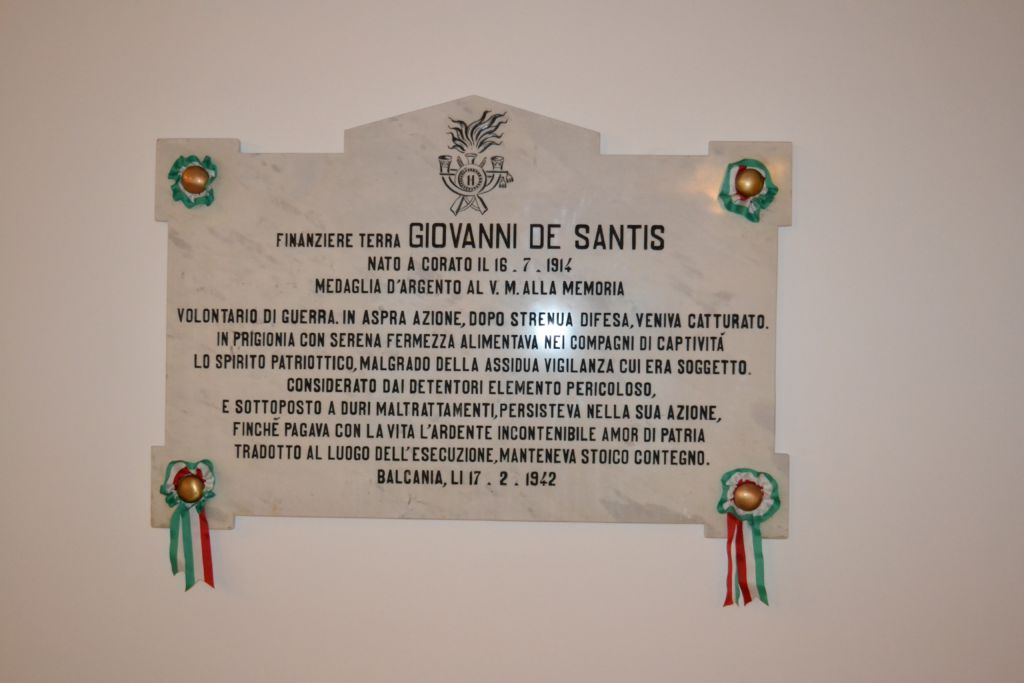 H
FINANZIERE TERRA GIOVANNI DE SANTIS
NATO A CORATO IL 16.7.1914
MEDAGLIA D'ARGENTO AL V. M. ALLA MEMORIA
VOLONTARIO DI GUERRA. IN ASPRA AZIONE, DOPO STRENUA DIFESA, VENIVA CATTURATO.
IN PRIGIONIA CON SERENA FERMEZZA ALIMENTAVA NEI COMPAGNI DI CAPTIVITÁ
LO SPIRITO PATRIOTTICO, MALGRADO DELLA ASSIDUA VIGILANZA CUI ERA SOGGETTO.
CONSIDERATO DAI DETENTORI ELEMENTO PERICOLOSO,
E SOTTOPOSTO A DURI MALTRATTAMENTI, PERSISTEVA NELLA SUA AZIONE,
FINCHÉ PAGAVA CON LA VITA L'ARDENTE INCONTENIBILE AMOR DI PATRIA
TRADOTTO AL LUOGO DELL'ESECUZIONE, MANTENEVA STOICO CONTEGNO.
BALCANIA, LI 17.2.1942